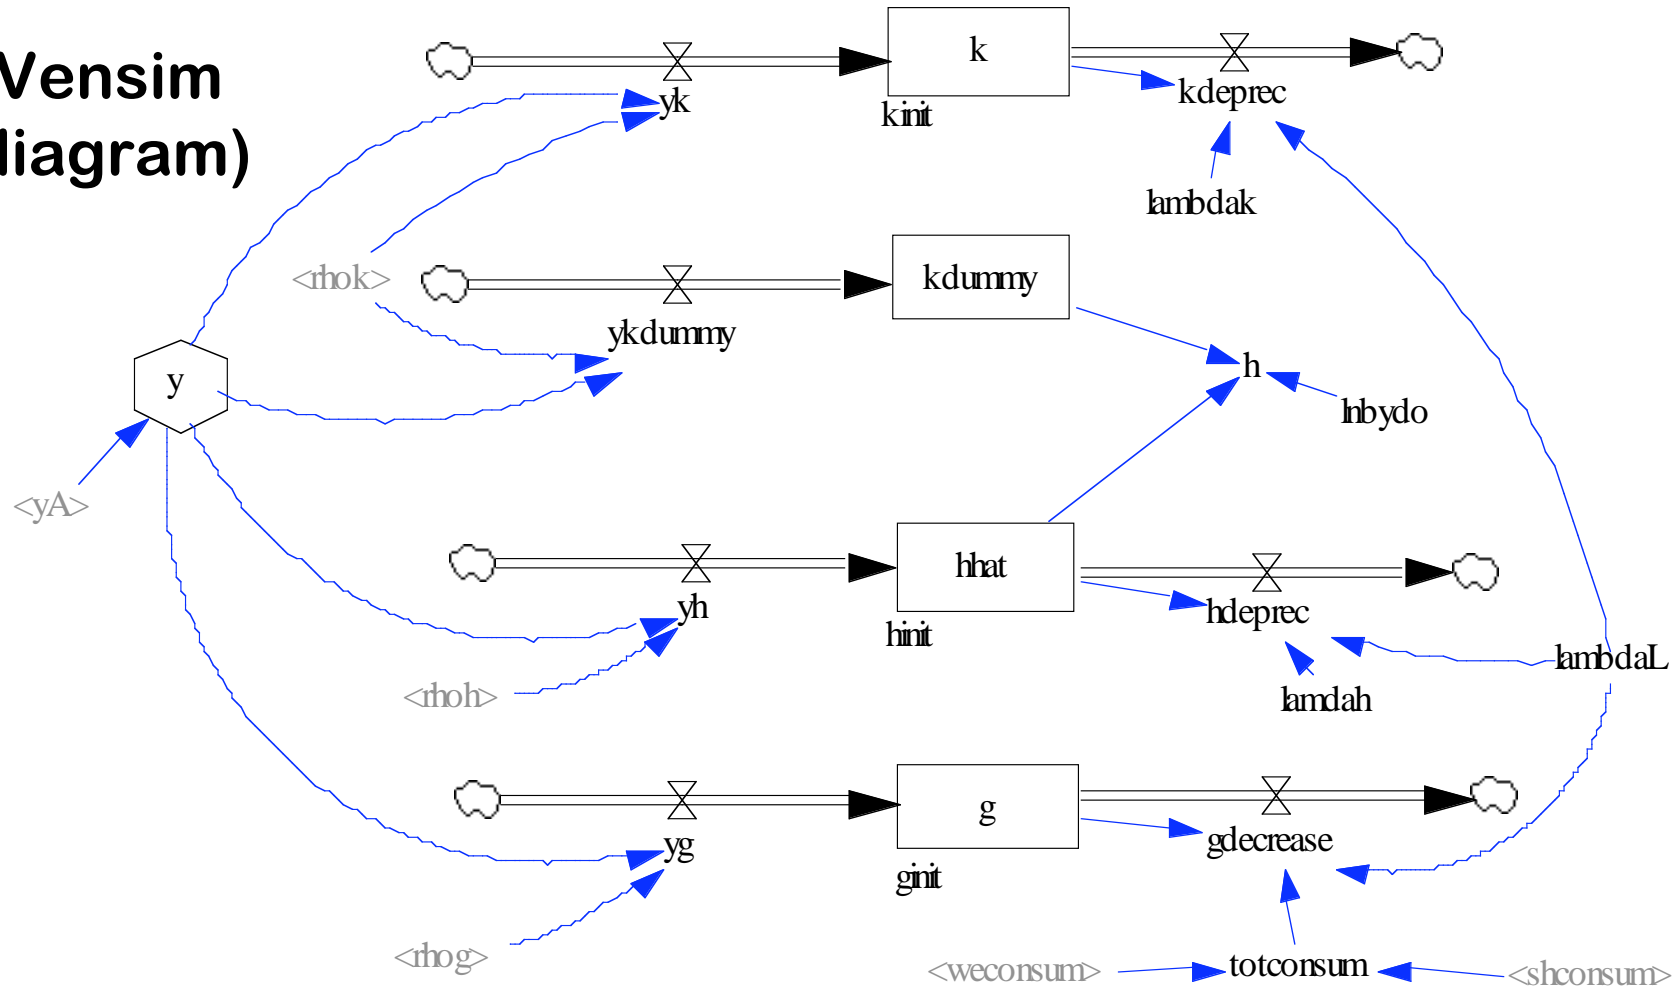 Vensim
diagram)
k
yk
kinit
kdeprec
lambdak
<rhok>
kdummy
ykdummy
y
h
lnbydo
<yA>
hhat
yh
hinit
hdeprec
<rhoh>
lamdah
lambdaL
g
yg
ginit
gdecrease
<rhog>
<weconsum>
totconsum
<shconsum>